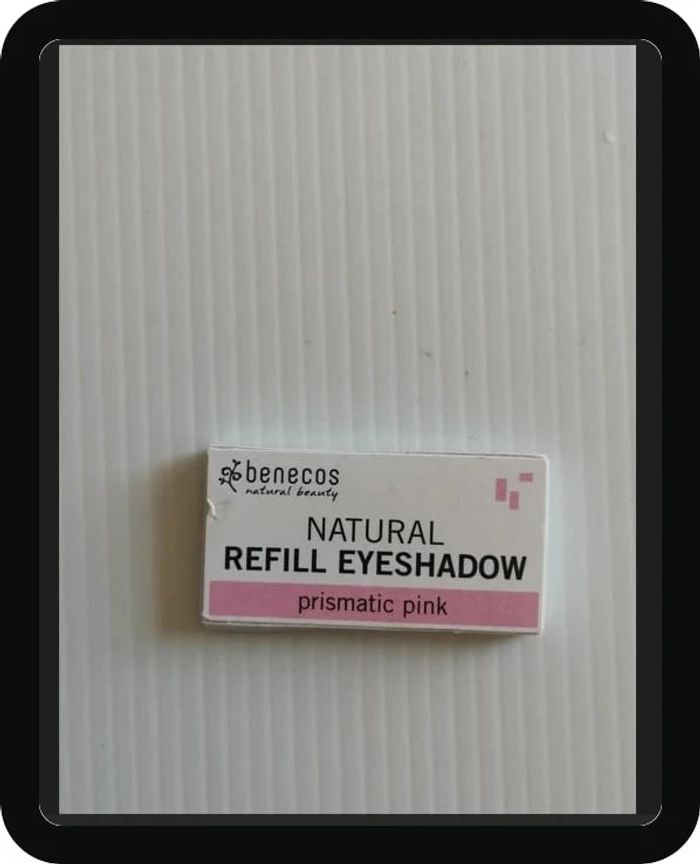 benecos
natural beauty
NATURAL
REFILL EYESHADOW
prismatic pink